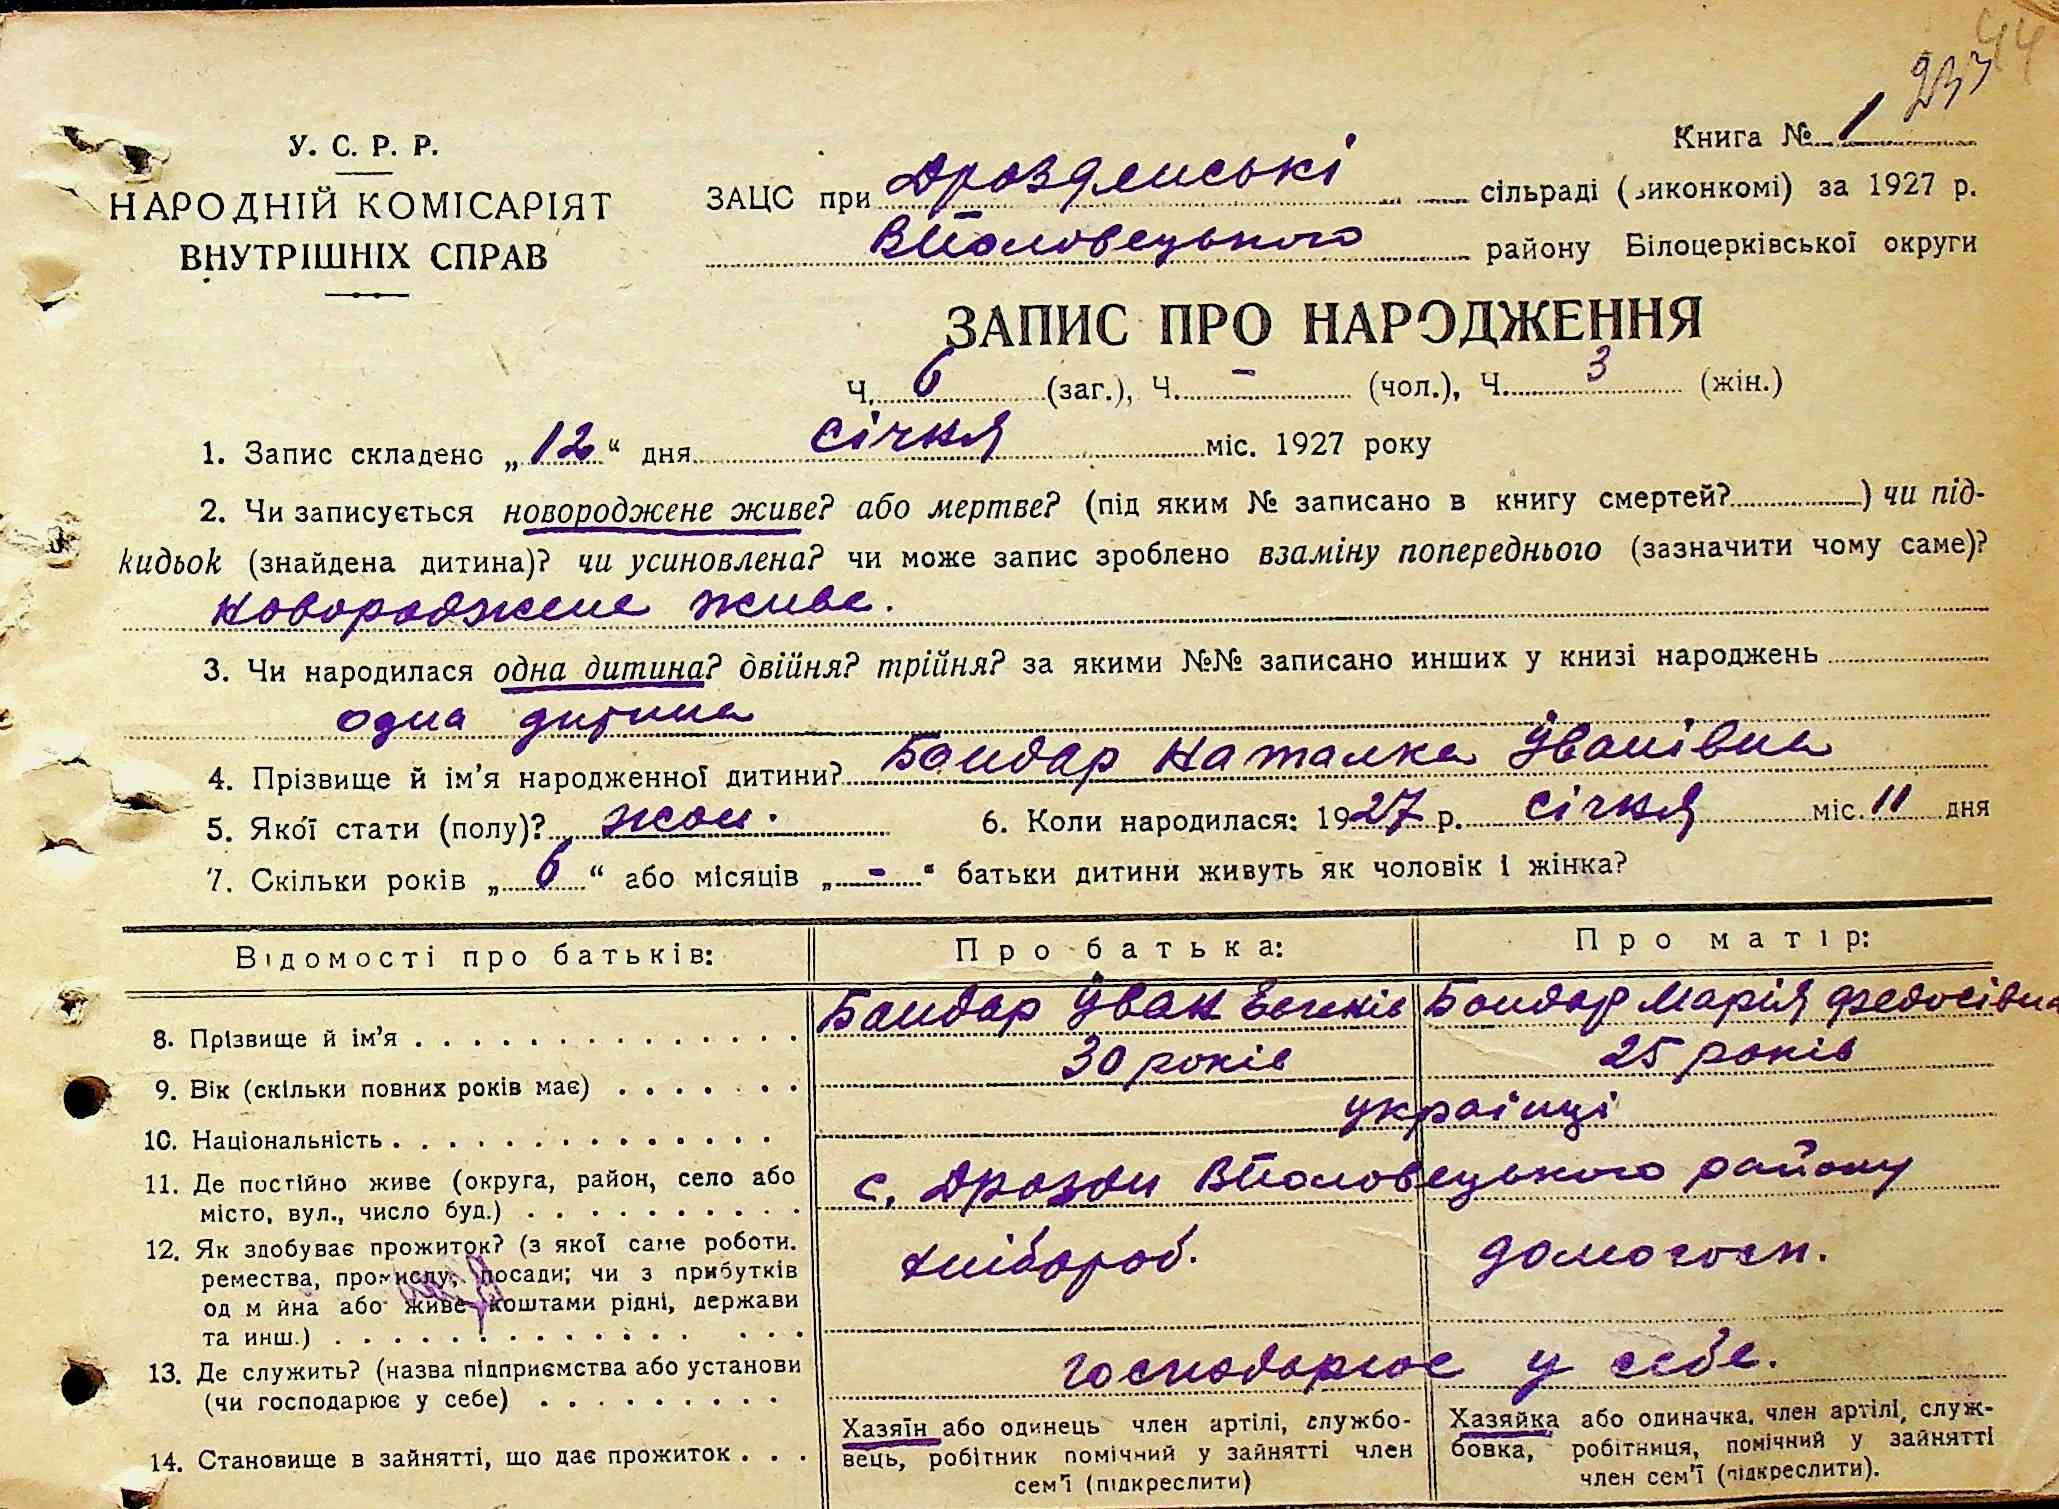 44
233
Книга № 1
У. С. Р. Р.
НАРОДНІЙ КОМІСАРІЯТ
ВНУТРІШНІХ СПРАВ
ЗАЦС при Дроздянські сільраді (виконкомі) за 1927 р.
ВПоловецького району Білоцерківської округи
ЗАПИС ПРО НАРОДЖЕННЯ
Ч. 6 (заг.), Ч. - (чол.), Ч. 3 (жін.)
1. Запис складено „12“ дня січня міс. 1927 року
2. Чи записується новороджене живе? або мертве? (під яким № записано в книгу смертей?) чи під-
кидьок (знайдена дитина)? чи усиновлена? чи може запис зроблено взаміну попереднього (зазначити чому саме)?
новороджене живе.
3. Чи народилася одна дитина? двійня? трійня? за якими №№ записано инших у книзі народжень
одна дитина
4. Прізвище й ім'я народженної дитини? Бондар Наталка Іванівна
5. Якої стати (полу)? жон. 6. Коли народилася: 1927 р. січня міс. 11 дня
7. Скільки років „6“ або місяців „-“ батьки дитини живуть як чоловік і жінка?
Відомості про батьків: Про батька: Про матір:
8. Прізвище й ім'я Бондар Іван Бондар Марія Федосівна
9. Вік (скільки повних років має) 30 років 25 років
10. Національність українці
11. Де постійно живе (округа, район, село або
місто, вул., число буд.) с. Дрозди ВПоловецького району
12. Як здобуває прожиток? (з якої саме роботи.
ремества, промислу, посади; чи з прибутків
од м йна або живе коштами рідні, держави
та инш.) хлібороб. домогосп.
13. Де служить? (назва підприємства або установи
(чи господарює у себе) господарює у себе.
14. Становище в зайнятті, що дає прожиток
Хазяїн або одинець член артілі, службо-
вець, робітник помічний у зайнятті член
сем'ї (підкреслити)
Хазяйка або одиначка, член артілі, служ-
бовка, робітниця, помічний у зайнятті
член сем'ї (підкреслити).